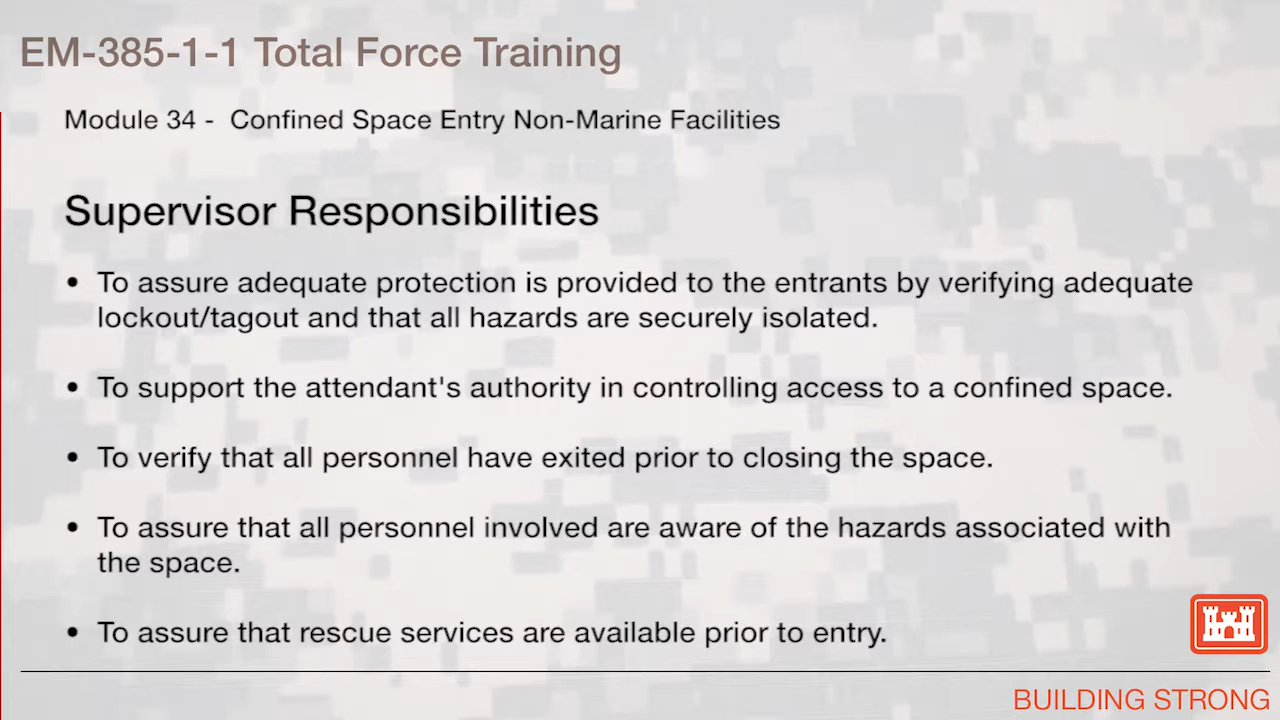 EM-385-1-1 Total Force Training
Module 34 -  Confined Space Entry Non-Marine Facilities
Supervisor Responsibilities
• To assure adequate protection is provided to the entrants by verifying adequate
lockout/tagout and that all hazards are securely isolated.
• To support the attendant's authority in controlling access to a confined space.
• To verify that all personnel have exited prior to closing the space.
• To assure that all personnel involved are aware of the hazards associated with
the space.
• To assure that rescue services are available prior to entry.
BUILDING STRONG